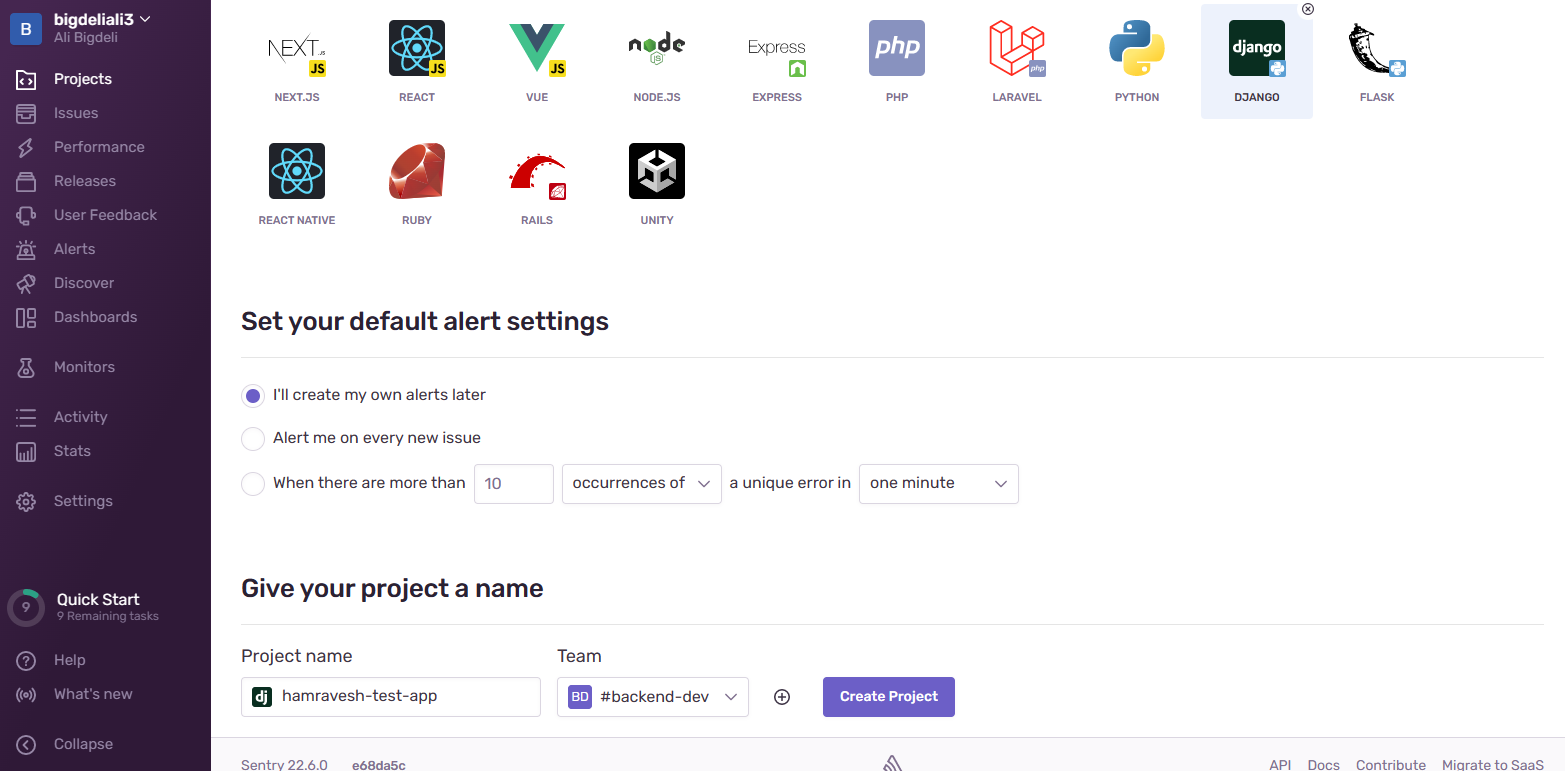 B
bigdeliali3
Ali Bigdeli
Projects
Issues
Performance
Releases
User Feedback
Alerts
Discover
Dashboards
Monitors
Activity
Stats
Settings
9
Quick Start
9 Remaining tasks
Help
What's new
Collapse
NEXT.JS JS
NEXT.JS
JS
REACT
JS
VUE
node
JS
NODE.JS
Express
EXPRESS
php
PHP
php
LARAVEL
PYTHON
django
DJANGO
FLASK
REACT NATIVE
RUBY
RAILS
UNITY
Set your default alert settings
I'll create my own alerts later
Alert me on every new issue
When there are more than 10 occurrences of a unique error in one minute
Give your project a name
Project name
Team
dj hamravesh-test-app
BD #backend-dev
Create Project
Sentry 22.6.0 e68da5c
API Docs Contribute Migrate to SaaS